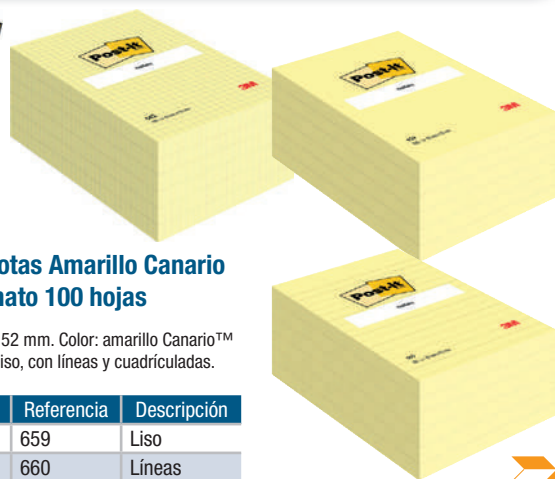 Post-it
3M
Post-it
3M
otas Amarillo Canario
nato 100 hojas
52 mm. Color: amarillo Canario™
iso, con líneas y cuadrículadas.
Post-it
3M
Referencia Descripción
659 Liso
660 Líneas